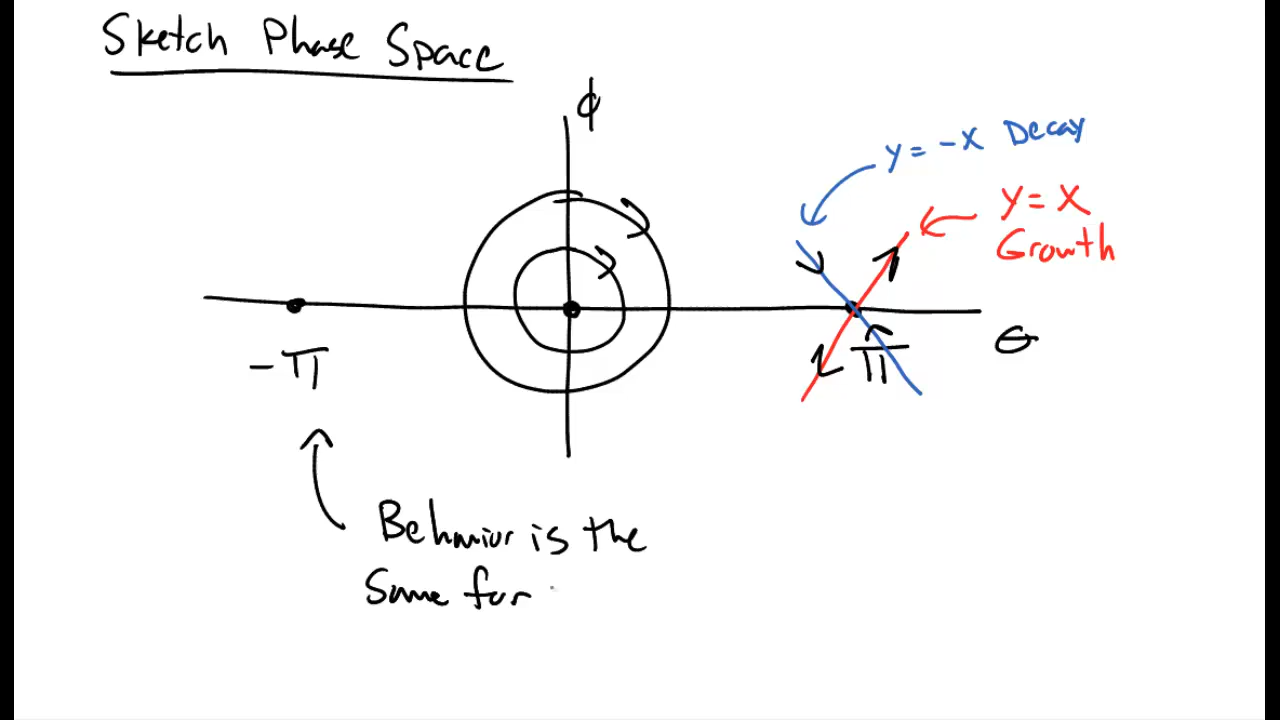 Sketch Phase Space
ϕ
y = -x Decay
y = x
Growth
θ
-π
π
Behavior is the
Same for